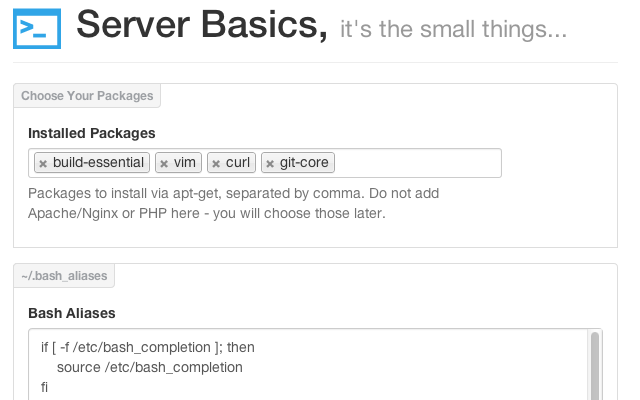 >_ Server Basics, it's the small things...
Choose Your Packages
Installed Packages
× build-essential × vim × curl × git-core
Packages to install via apt-get, separated by comma. Do not add
Apache/Nginx or PHP here - you will choose those later.
~/.bash_aliases
Bash Aliases
if [ -f /etc/bash_completion ]; then
    source /etc/bash_completion
fi